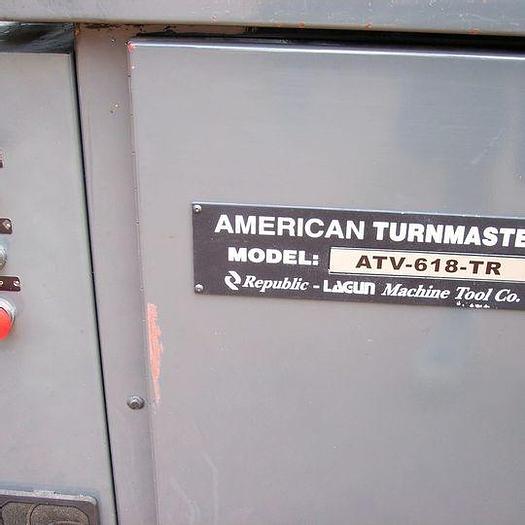 AMERICAN TURNMASTE
MODEL: ATV-618-TR
Republic - LAGUN Machine Tool Co.